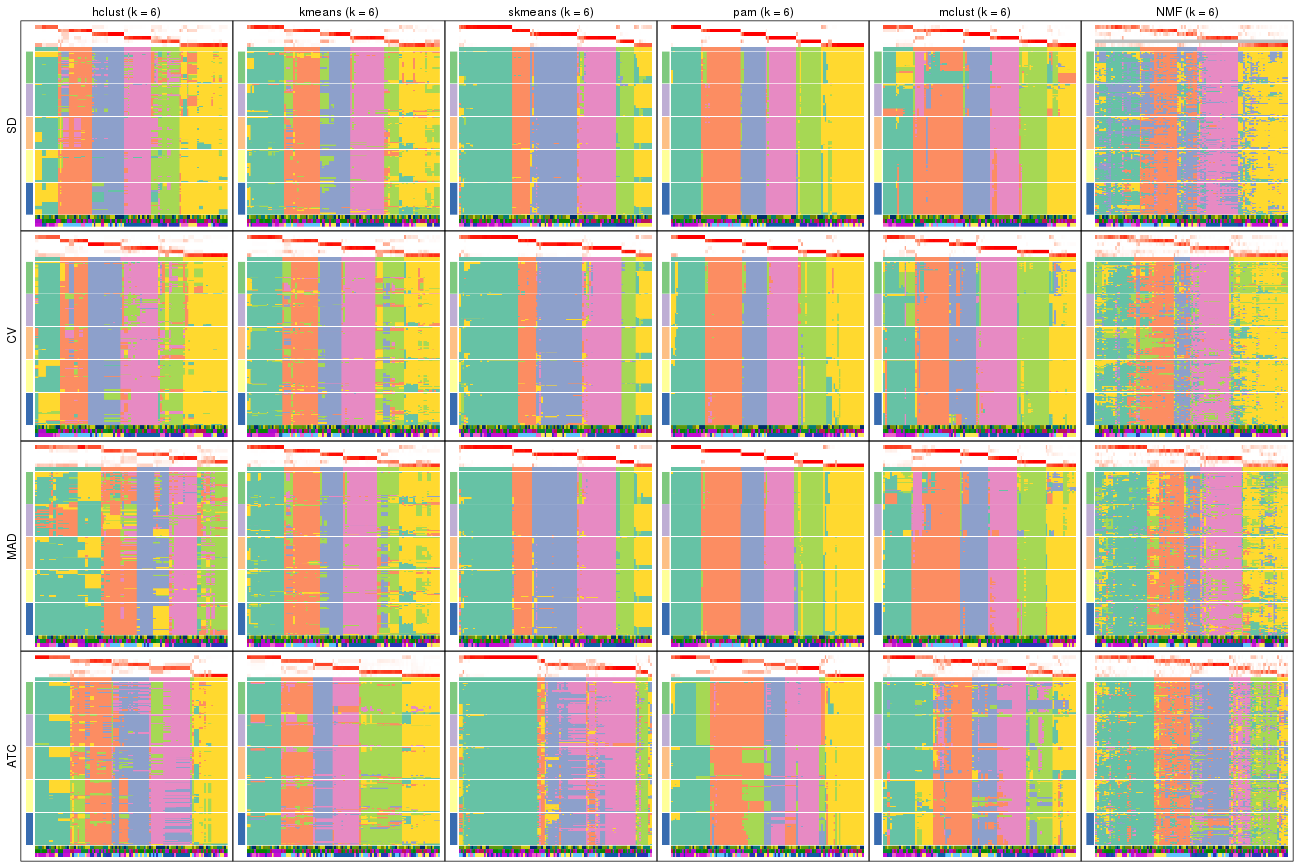 hclust (k = 6) kmeans (k = 6) skmeans (k = 6) pam (k = 6) mclust (k = 6) NMF (k = 6)
SD
CV
MAD
ATC